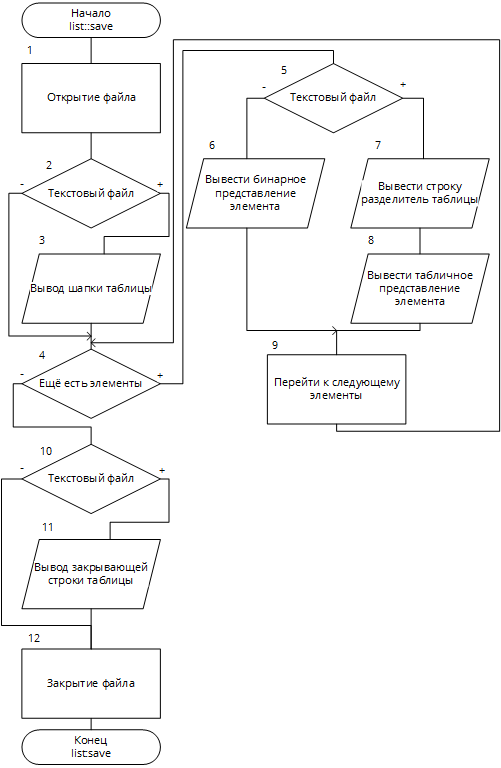 Начало
list::save
1
Открытие файла
2
-
Текстовый файл
+
3
Вывод шапки таблицы
4
-
Ещё есть элементы
+
5
-
Текстовый файл
+
6
Вывести бинарное
представление
элемента
7
Вывести строку
разделитель таблицы
8
Вывести табличное
представление
элемента
9
Перейти к следующему
элементы
10
-
Текстовый файл
+
11
Вывод закрывающей
строки таблицы
12
Закрытие файла
Конец
list:save